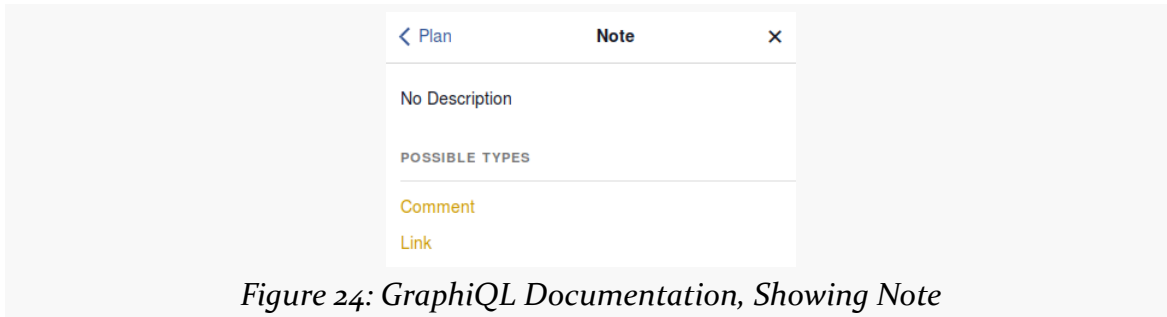 Plan Note ×
No Description
POSSIBLE TYPES
Comment
Link
Figure 24: GraphiQL Documentation, Showing Note